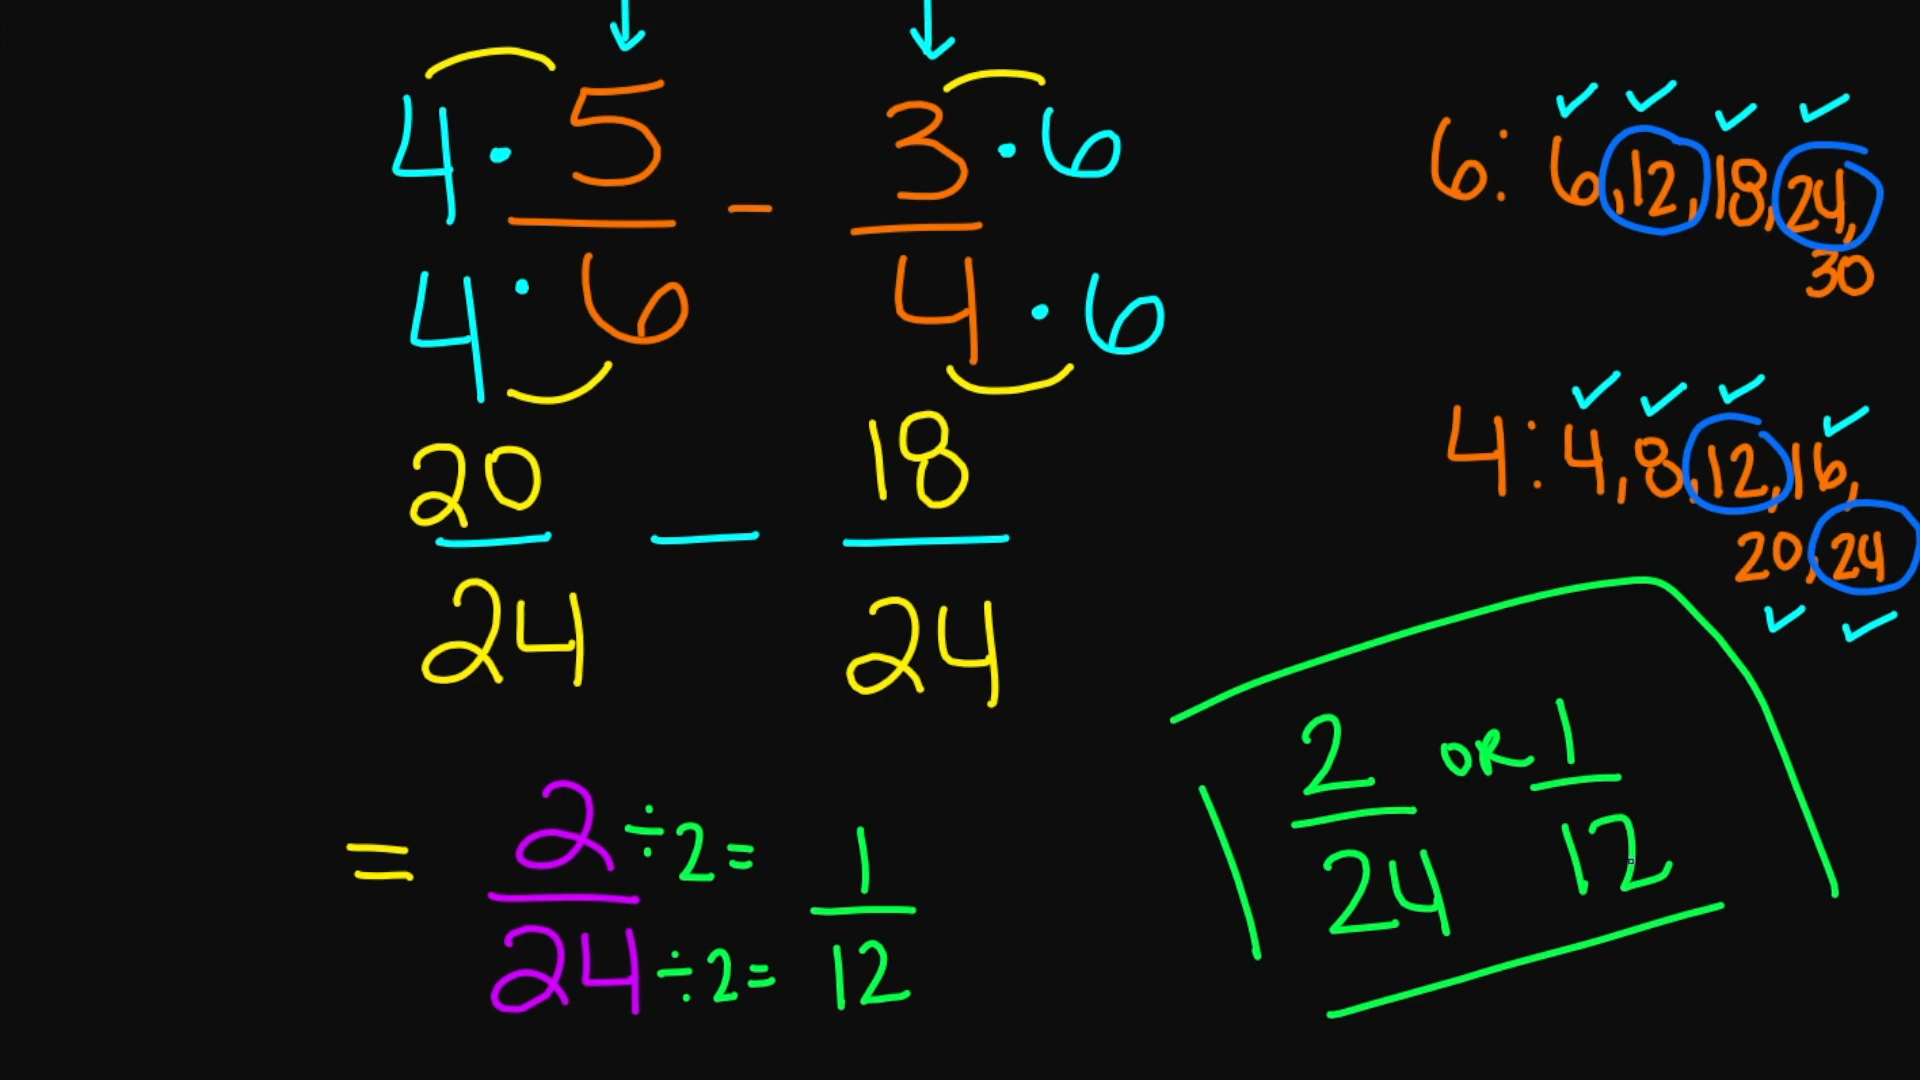 4 · 5/6 - 3/4 · 6
4 · 6
6: 6, 12, 18, 24,
30
4: 4, 8, 12, 16,
20, 24
20/24 - 18/24
= 2/24 ÷ 2 = 1/12
÷ 2 =
2/24 OR 1/12